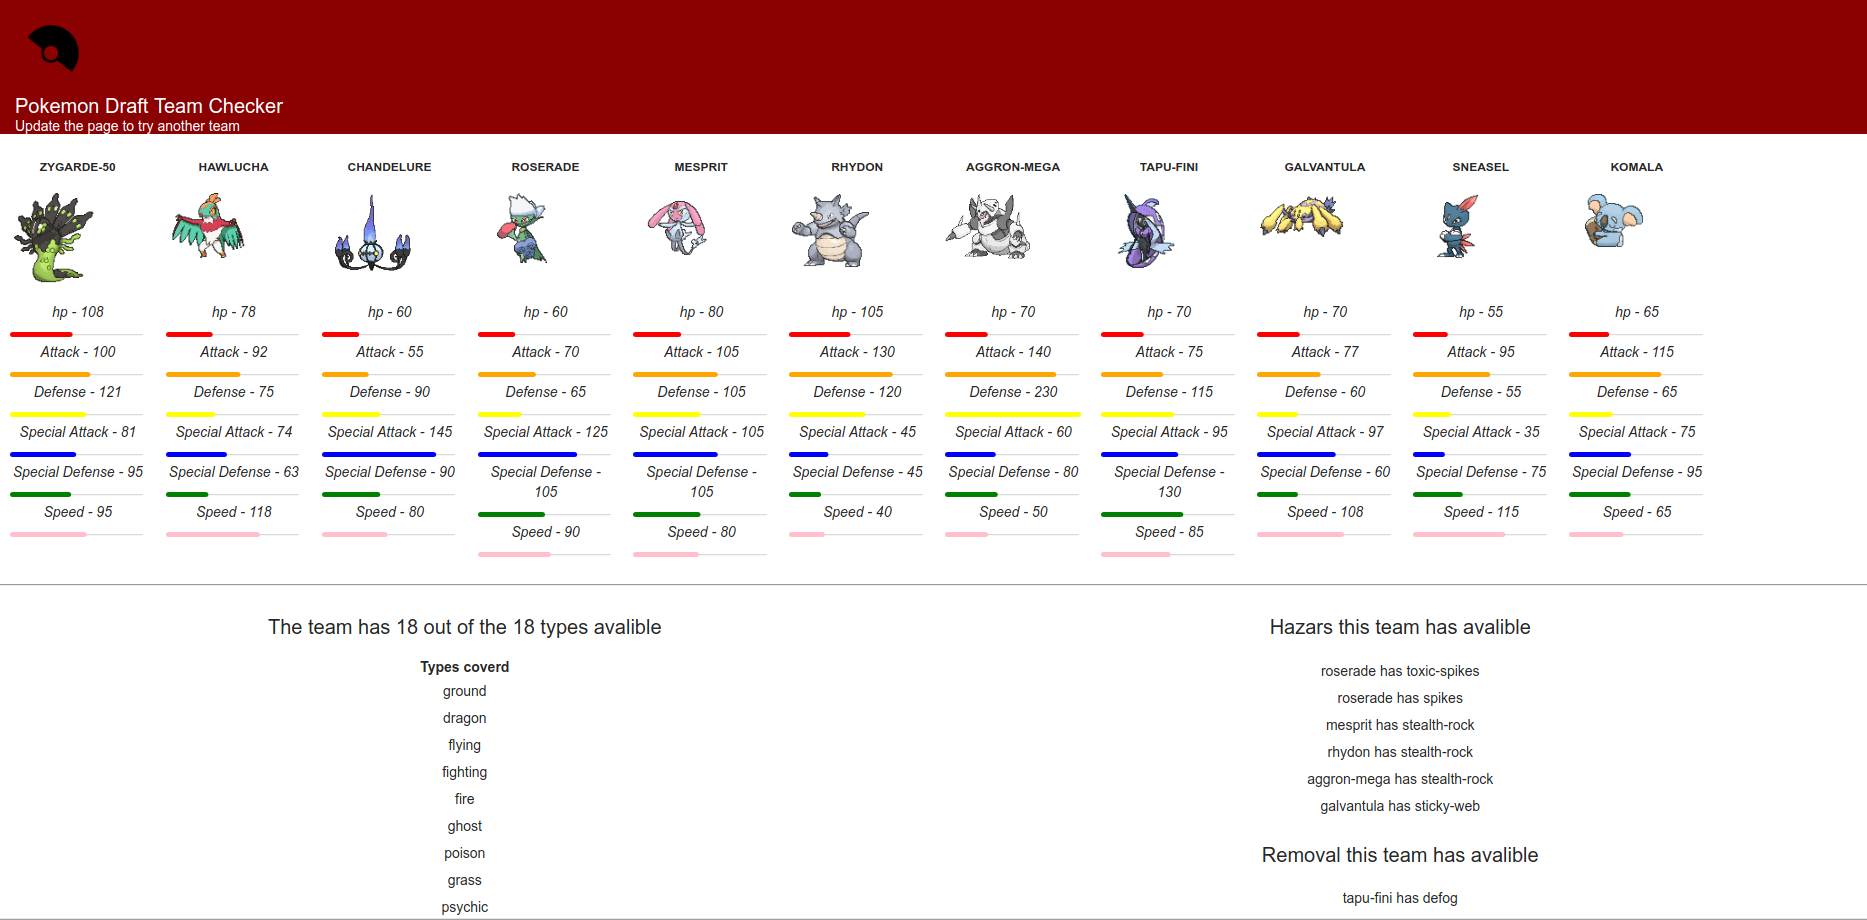 Pokemon Draft Team Checker
Update the page to try another team
ZYGARDE-50
hp - 108
Attack - 100
Defense - 121
Special Attack - 81
Special Defense - 95
Speed - 95
HAWLUCHA
hp - 78
Attack - 92
Defense - 75
Special Attack - 74
Special Defense - 63
Speed - 118
CHANDELURE
hp - 60
Attack - 55
Defense - 90
Special Attack - 145
Special Defense - 90
Speed - 80
ROSERADE
hp - 60
Attack - 70
Defense - 65
Special Attack - 125
Special Defense -
105
Speed - 90
MESPRIT
hp - 80
Attack - 105
Defense - 105
Special Attack - 105
Special Defense -
105
Speed - 80
RHYDON
hp - 105
Attack - 130
Defense - 120
Special Attack - 45
Special Defense - 45
Speed - 40
AGGRON-MEGA
hp - 70
Attack - 140
Defense - 230
Special Attack - 60
Special Defense - 80
Speed - 50
TAPU-FINI
hp - 70
Attack - 75
Defense - 115
Special Attack - 95
Special Defense -
130
Speed - 85
GALVANTULA
hp - 70
Attack - 77
Defense - 60
Special Attack - 97
Special Defense - 60
Speed - 108
SNEASEL
hp - 55
Attack - 95
Defense - 55
Special Attack - 35
Special Defense - 75
Speed - 115
KOMALA
hp - 65
Attack - 115
Defense - 65
Special Attack - 75
Special Defense - 95
Speed - 65
The team has 18 out of the 18 types avalible
Types coverd
ground
dragon
flying
fighting
fire
ghost
poison
grass
psychic
Hazars this team has avalible
roserade has toxic-spikes
roserade has spikes
mesprit has stealth-rock
rhydon has stealth-rock
aggron-mega has stealth-rock
galvantula has sticky-web
Removal this team has avalible
tapu-fini has defog